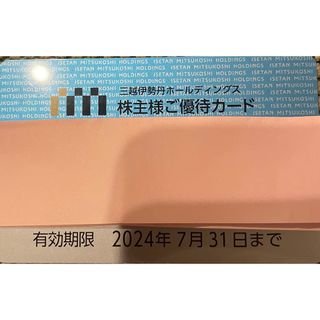 ISETAN MITSUKOSHI HOLDINGS
三越伊勢丹ホールディングス
株主様ご優待カード
有効期限 2024年7月31日まで